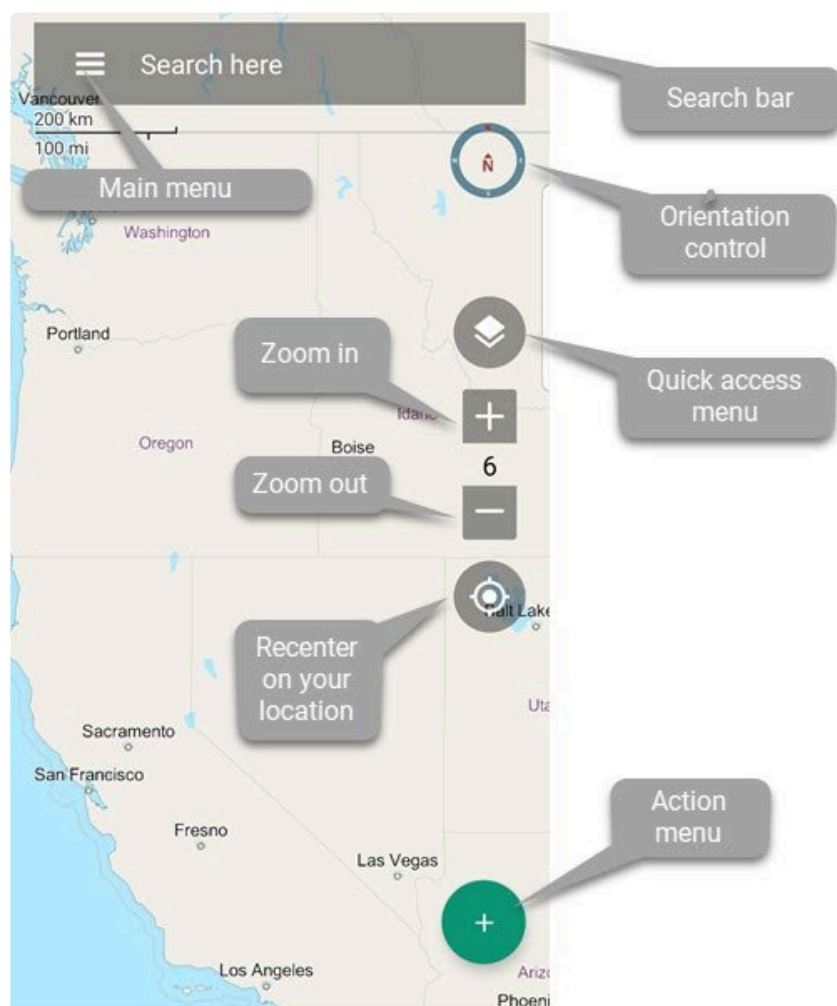 Search here
Search bar
Vancouver
200 km
100 mi
N
Main menu
Orientation
control
Washington
Portland
Zoom in
Quick access
menu
Idaho
Oregon
Boise
6
Zoom out
Salt Lake
Recenter
on your
location
Uta
Sacramento
San Francisco
Action
menu
Fresno
Las Vegas
Los Angeles
Arizo
Phoeni